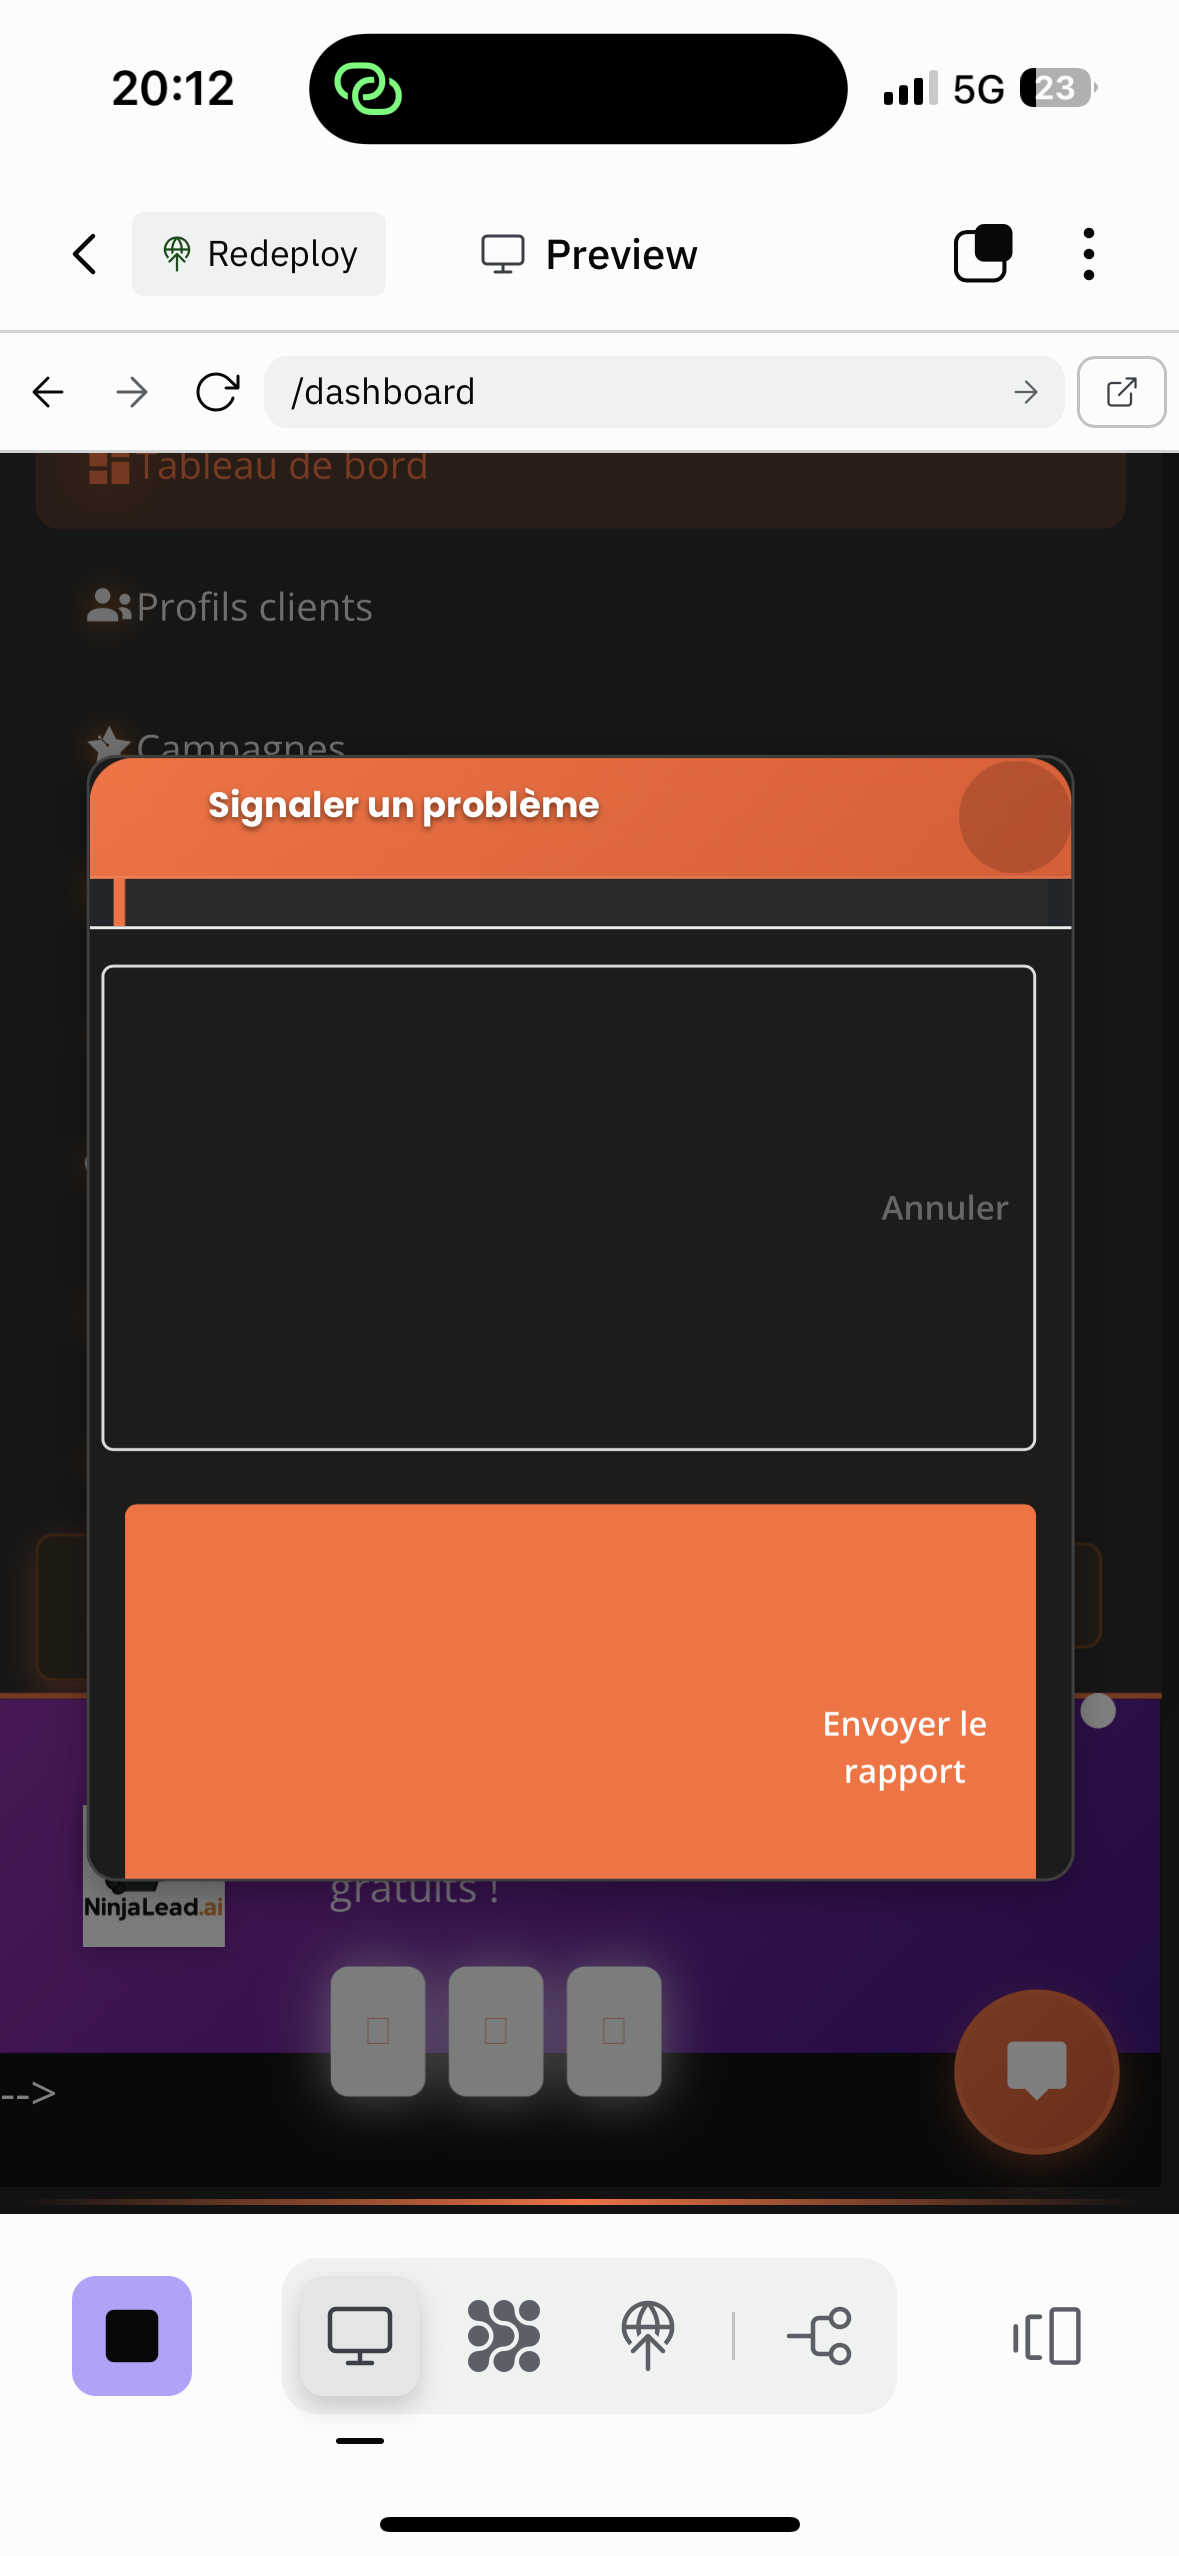 20:12
5G
23
Redeploy
Preview
/dashboard
Tableau de bord
Profils clients
Campagnes
Signaler un problème
Annuler
Envoyer le
rapport
gratuits !
NinjaLead.ai
-->